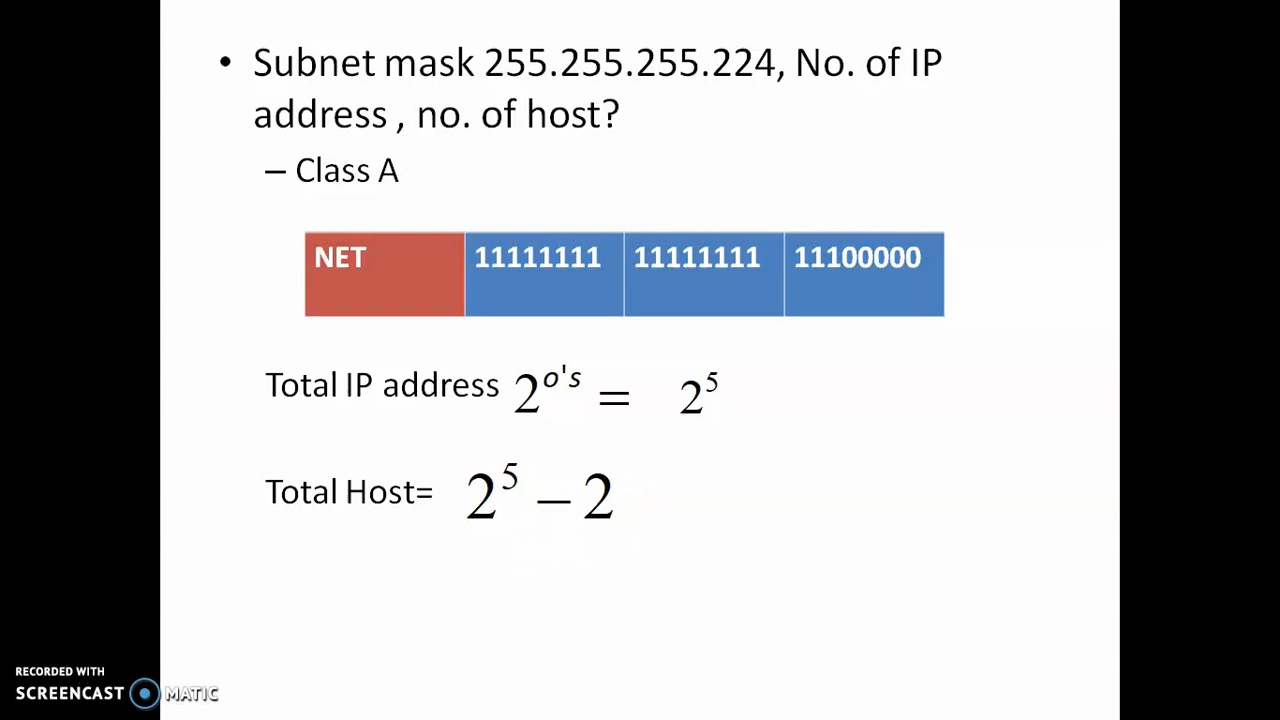 • Subnet mask 255.255.255.224, No. of IP
address , no. of host?
– Class A
NET 11111111 11111111 11100000
Total IP address 2^o's = 2^5
Total Host= 2^5 – 2
RECORDED WITH
SCREENCAST MATIC